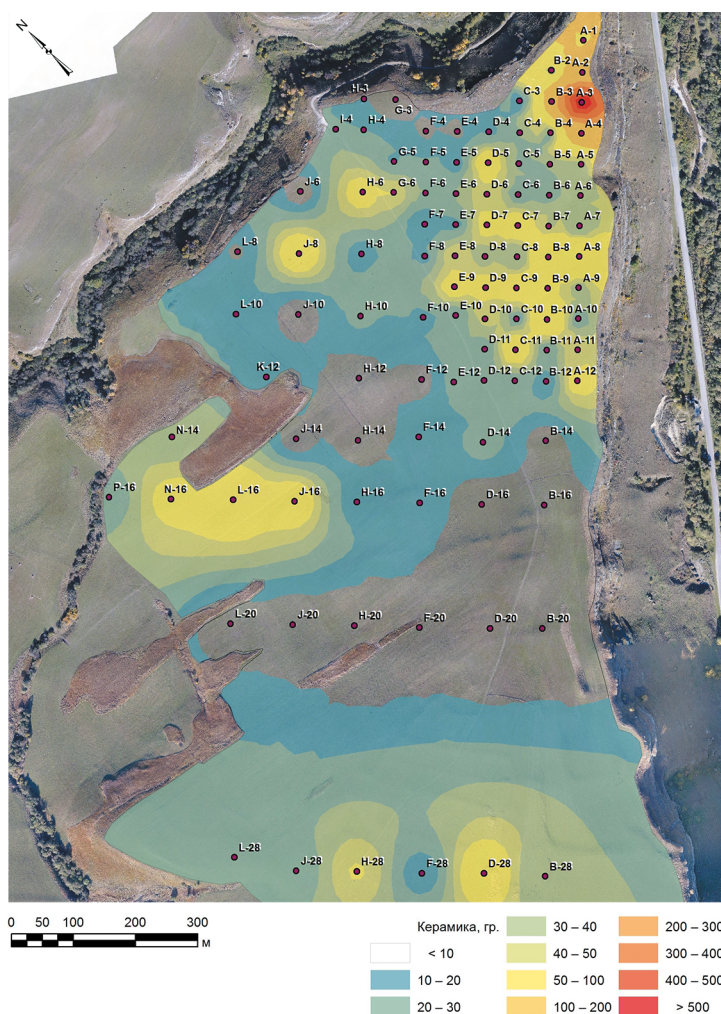 N
A-1
B-2 A-2
H-3 G-3 C-3 B-3 A-3
I-4 H-4 F-4 E-4 D-4 C-4 B-4 A-4
G-5 F-5 E-5 D-5 C-5 B-5 A-5
J-6 H-6 G-6 F-6 E-6 D-6 C-6 B-6 A-6
F-7 E-7 D-7 C-7 B-7 A-7
L-8 J-8 H-8 F-8 E-8 D-8 C-8 B-8 A-8
E-9 D-9 C-9 B-9 A-9
L-10 J-10 H-10 F-10 E-10 D-10 C-10 B-10 A-10
D-11 C-11 B-11 A-11
K-12 H-12 F-12 E-12 D-12 C-12 B-12 A-12
N-14 J-14 H-14 F-14 D-14 B-14
P-16 N-16 L-16 J-16 H-16 F-16 D-16 B-16
L-20 J-20 H-20 F-20 D-20 B-20
L-28 J-28 H-28 F-28 D-28 B-28
0 50 100 200 300
м
Керамика, гр.
< 10
10 – 20
20 – 30
30 – 40
40 – 50
50 – 100
100 – 200
200 – 300
300 – 400
400 – 500
> 500